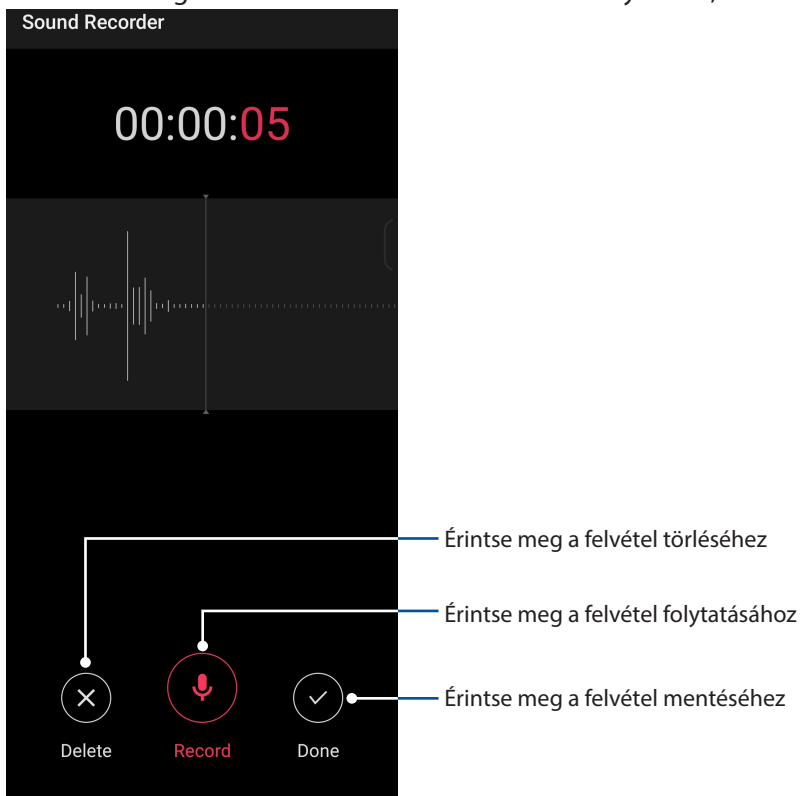 Sound Recorder
00:00:05
Érintse meg a felvétel törléséhez
Érintse meg a felvétel folytatásához
Érintse meg a felvétel mentéséhez
Delete Record Done